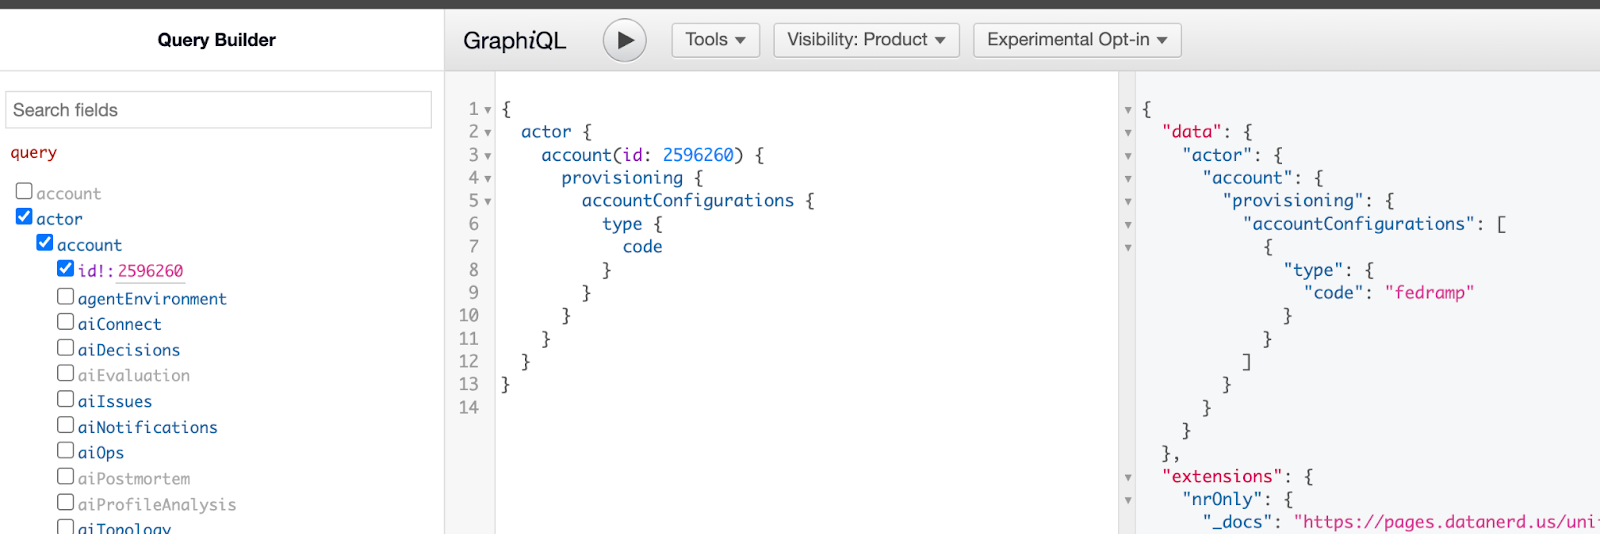 Query Builder
GraphiQL
Tools
Visibility: Product
Experimental Opt-in
Search fields
query
account
actor
account
id!: 2596260
agentEnvironment
aiConnect
aiDecisions
aiEvaluation
aiIssues
aiNotifications
aiOps
aiPostmortem
aiProfileAnalysis
aiTopology
1 {
2 actor {
3 account(id: 2596260) {
4 provisioning {
5 accountConfigurations {
6 type {
7 code
8 }
9 }
10 }
11 }
12 }
13 }
14
{
"data": {
"actor": {
"account": {
"provisioning": {
"accountConfigurations": [
{
"type": {
"code": "fedramp"
}
}
]
}
}
}
},
"extensions": {
"nrOnly": {
"_docs": "https://pages.datanerd.us/uni